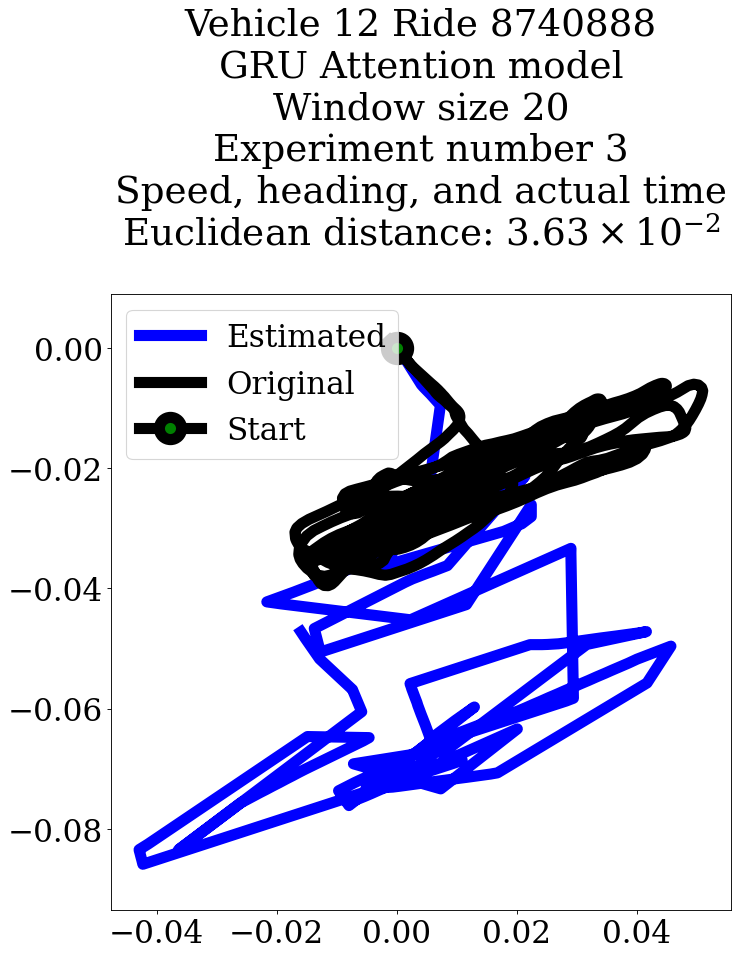 Vehicle 12 Ride 8740888
GRU Attention model
Window size 20
Experiment number 3
Speed, heading, and actual time
Euclidean distance: 3.63 × 10⁻²
Estimated
Original
Start
0.00
−0.02
−0.04
−0.06
−0.08
−0.04 −0.02 0.00 0.02 0.04